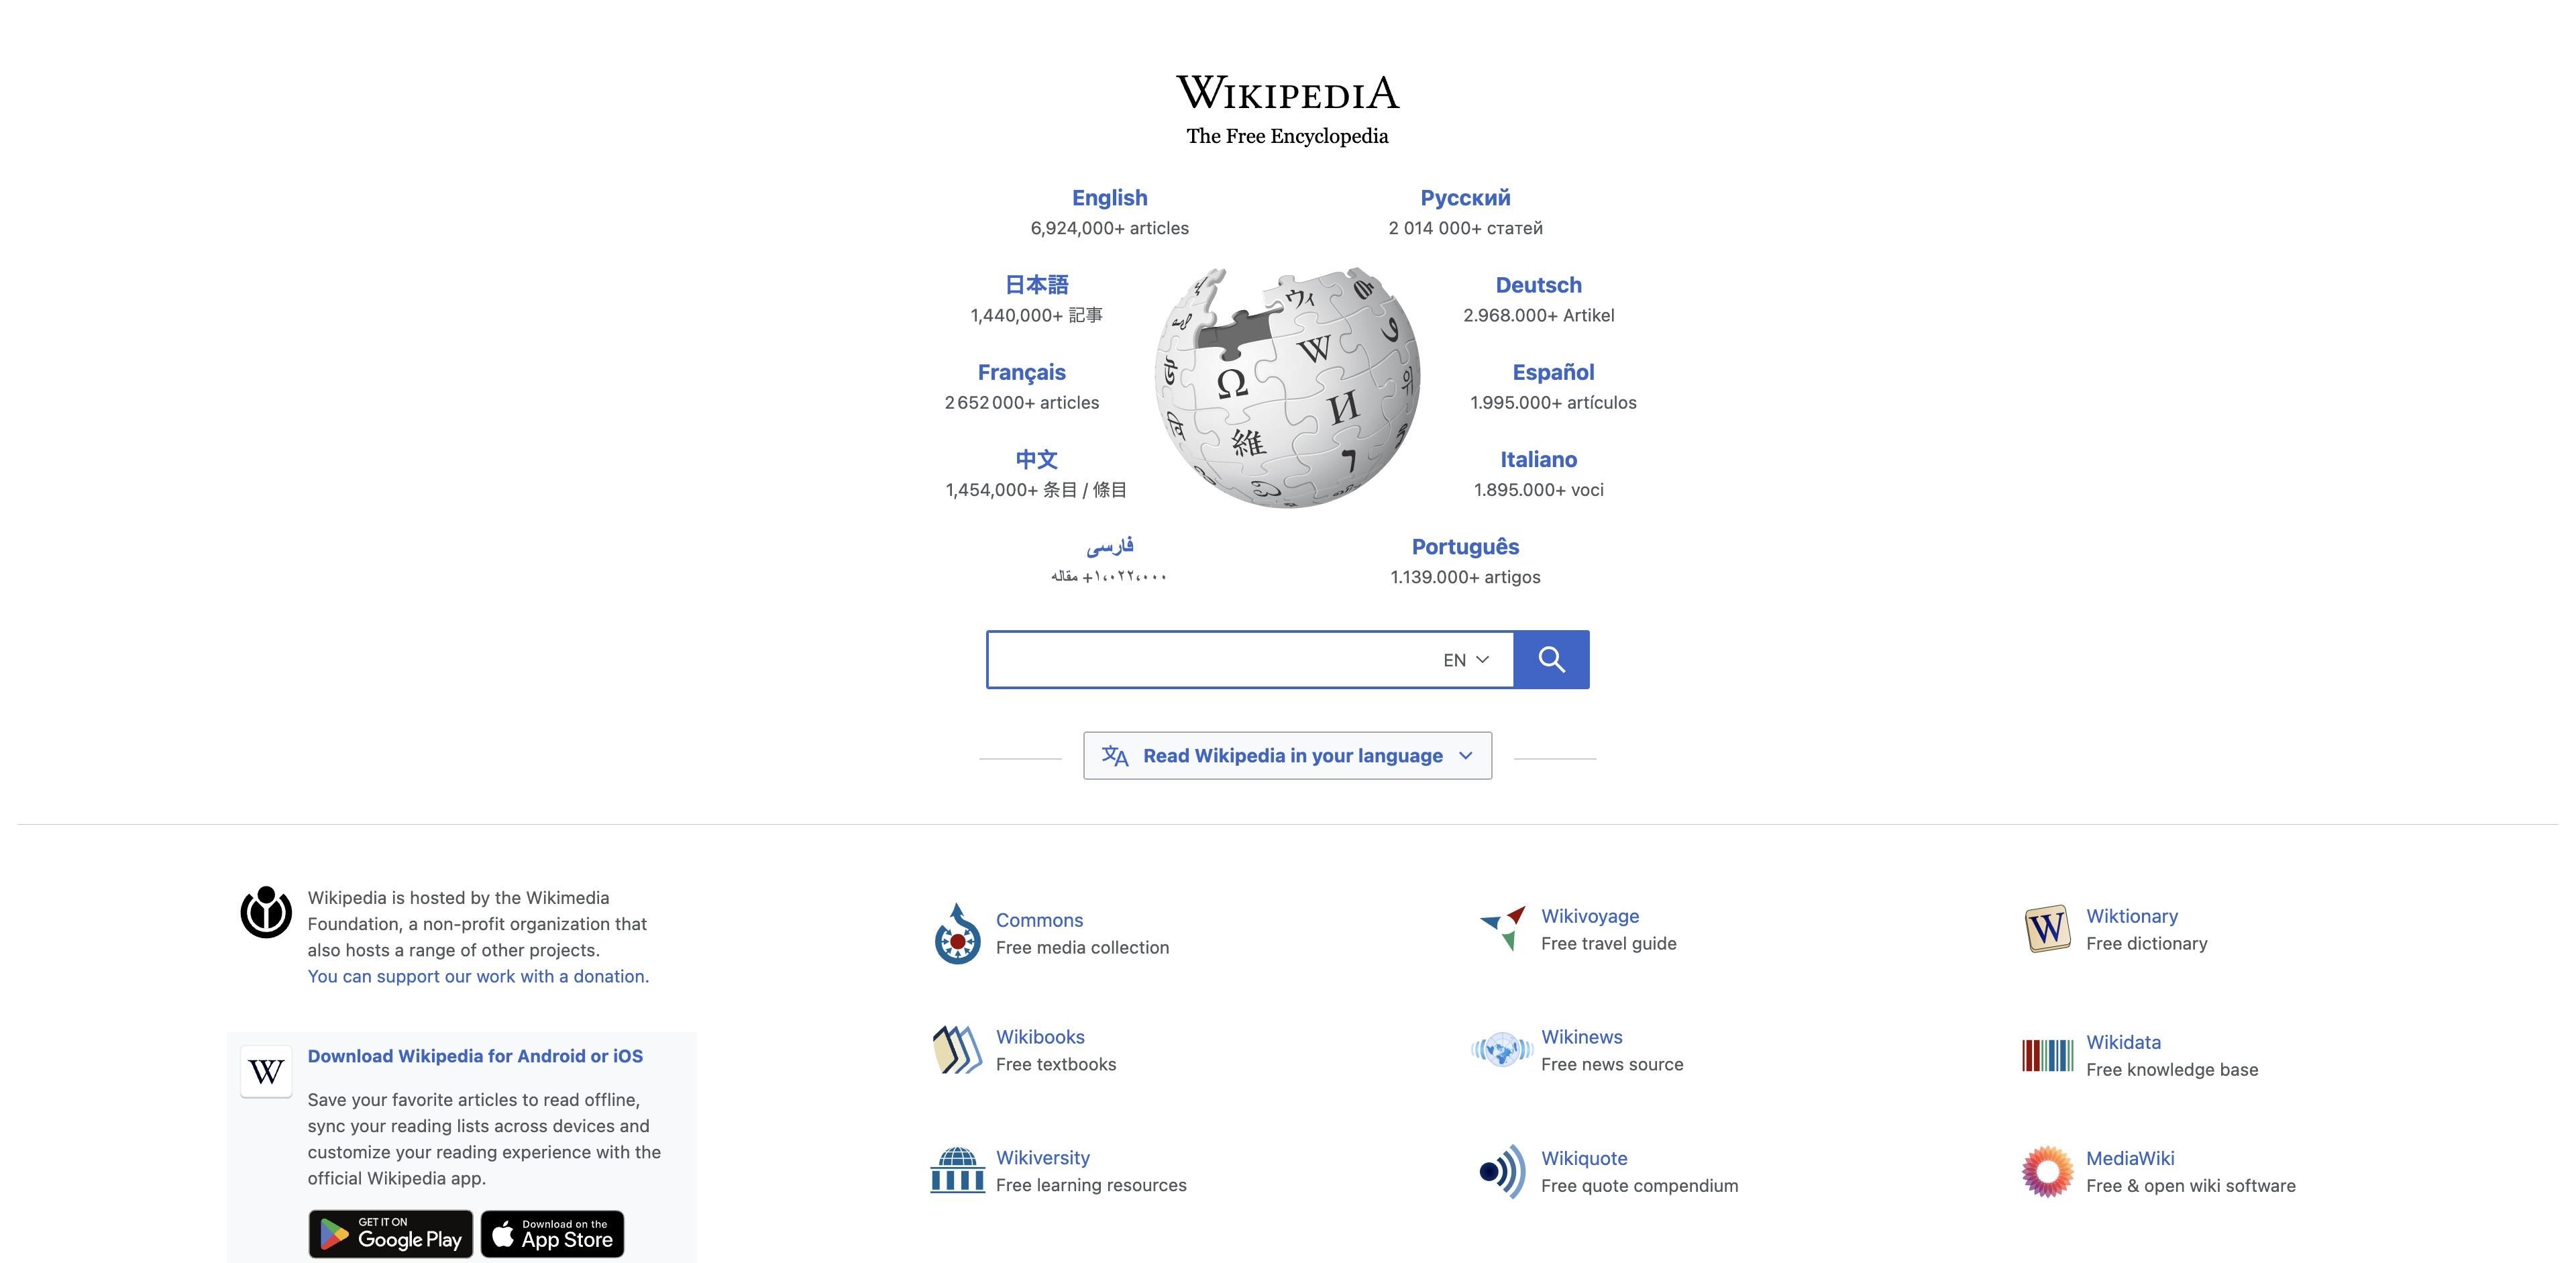 WIKIPEDIA
The Free Encyclopedia
English
6,924,000+ articles
Русский
2 014 000+ статей
日本語
1,440,000+ 記事
Deutsch
2.968.000+ Artikel
Français
2 652 000+ articles
Español
1.995.000+ artículos
中文
1,454,000+ 条目 / 條目
Italiano
1.895.000+ voci
فارسی
۱٬۰۲۲٬۰۰۰+ مقاله
Português
1.139.000+ artigos
Ω
W
И
維
ウィ
EN
Read Wikipedia in your language
Wikipedia is hosted by the Wikimedia
Foundation, a non-profit organization that
also hosts a range of other projects.
You can support our work with a donation.
W
Download Wikipedia for Android or iOS
Save your favorite articles to read offline,
sync your reading lists across devices and
customize your reading experience with the
official Wikipedia app.
GET IT ON
Google Play
Download on the
App Store
Commons
Free media collection
Wikivoyage
Free travel guide
W
Wiktionary
Free dictionary
Wikibooks
Free textbooks
Wikinews
Free news source
Wikidata
Free knowledge base
Wikiversity
Free learning resources
Wikiquote
Free quote compendium
MediaWiki
Free & open wiki software